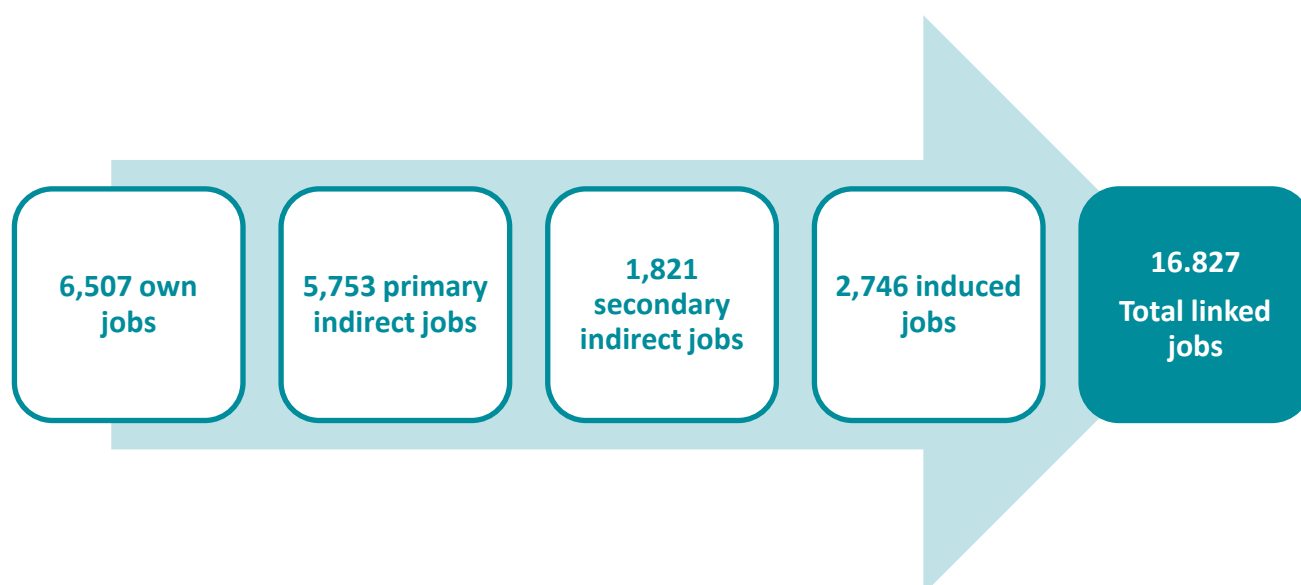 6,507 own
jobs
5,753 primary
indirect jobs
1,821
secondary
indirect jobs
2,746 induced
jobs
16.827
Total linked
jobs